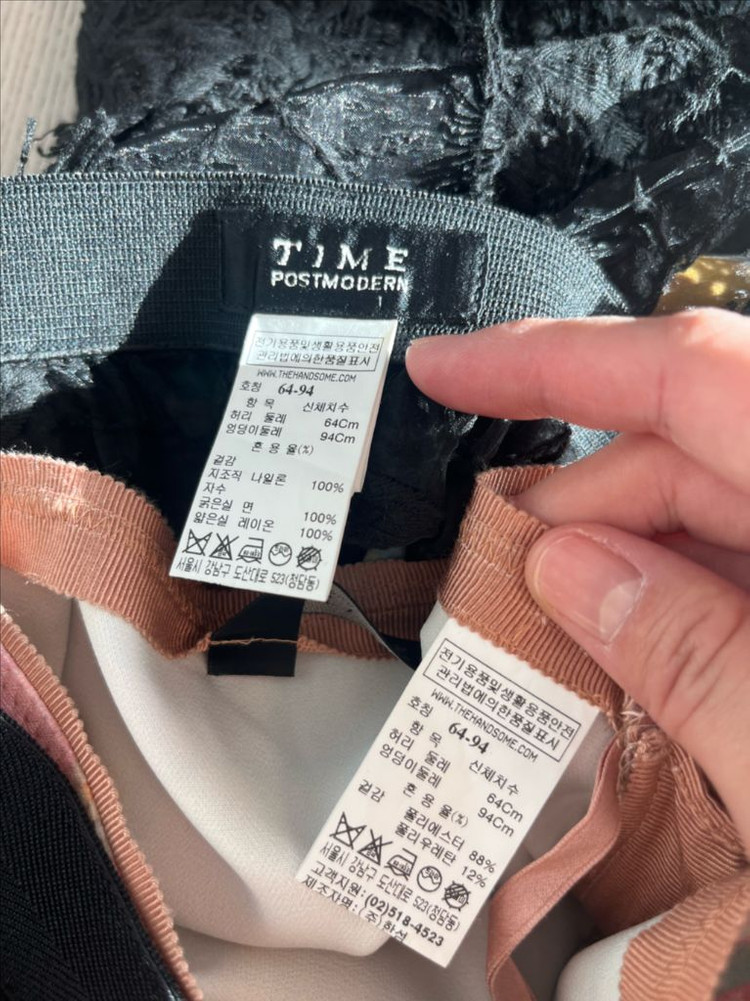 TIME
POSTMODERN
전기용품및생활용품안전
관리법에의한품질표시
WWW.THEHANDSOME.COM
호칭 64-94
항 목 신체치수
허리 둘레 64Cm
엉덩이둘레 94Cm
혼 용 율(%)
겉감
지조직 나일론 100%
자수
굵은실 면 100%
얇은실 레이온 100%
서울시 강남구 도산대로 523(청담동)
전기용품및생활용품안전
관리법에의한품질표시
WWW.THEHANDSOME.COM
호칭 64-94
항 목 신체치수
허리 둘레 64Cm
엉덩이둘레 94Cm
혼 용 율(%)
겉감 폴리에스터 88%
폴리우레탄 12%
서울시 강남구 도산대로 523(청담동)
고객지원: (02)518-4523
제조자명: (주)한섬